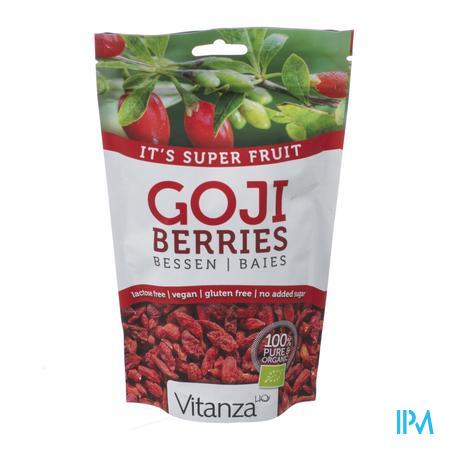 IT'S SUPER FRUIT
GOJI
BERRIES
BESSEN | BAIES
lactose free | vegan | gluten free | no added sugar
100%
PURE &
ORGANIC
Vitanza HQ
IPM